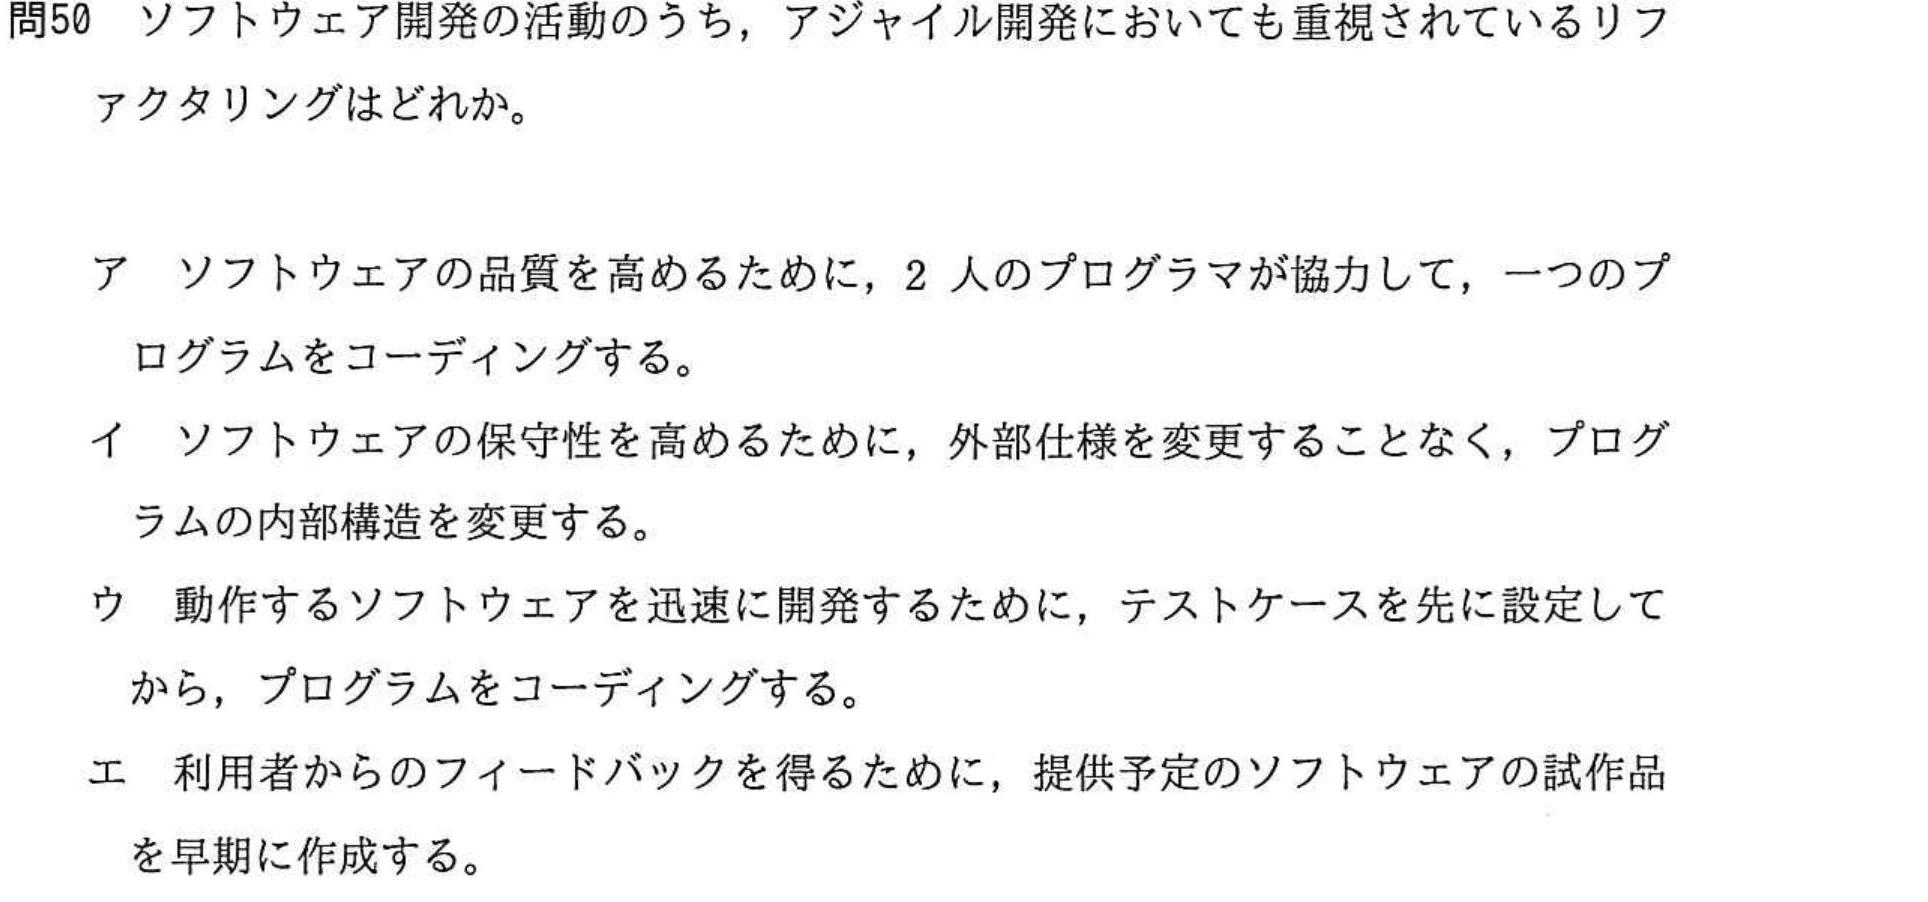 問50　ソフトウェア開発の活動のうち，アジャイル開発においても重視されているリフ
ァクタリングはどれか。
ア　ソフトウェアの品質を高めるために，2 人のプログラマが協力して，一つのプ
ログラムをコーディングする。
イ　ソフトウェアの保守性を高めるために，外部仕様を変更することなく，プログ
ラムの内部構造を変更する。
ウ　動作するソフトウェアを迅速に開発するために，テストケースを先に設定して
から，プログラムをコーディングする。
エ　利用者からのフィードバックを得るために，提供予定のソフトウェアの試作品
を早期に作成する。